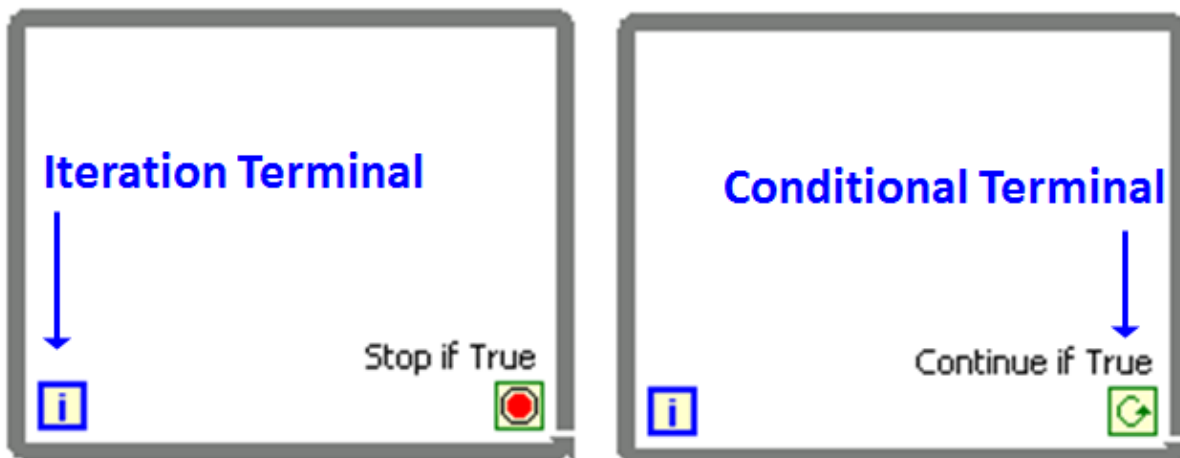 Iteration Terminal
Stop if True
i
Conditional Terminal
Continue if True
i